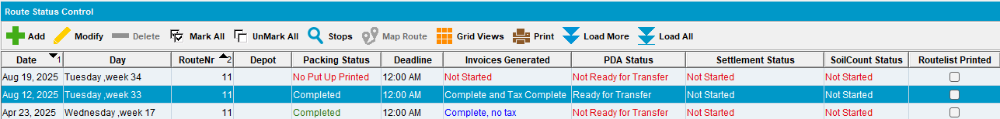 Route Status Control
Add Modify Delete Mark All UnMark All Stops Map Route Grid Views Print Load More Load All
Date 1 Day RouteNr 2 Depot Packing Status Deadline Invoices Generated PDA Status Settlement Status SoilCount Status Routelist Printed
Aug 19, 2025 Tuesday ,week 34 11 No Put Up Printed 12:00 AM Not Started Not Ready for Transfer Not Started Not Started
Aug 12, 2025 Tuesday ,week 33 11 Completed 12:00 AM Complete and Tax Complete Ready for Transfer Not Started Not Started
Apr 23, 2025 Wednesday ,week 17 11 Completed 12:00 AM Complete, no tax Not Ready for Transfer Not Started Not Started